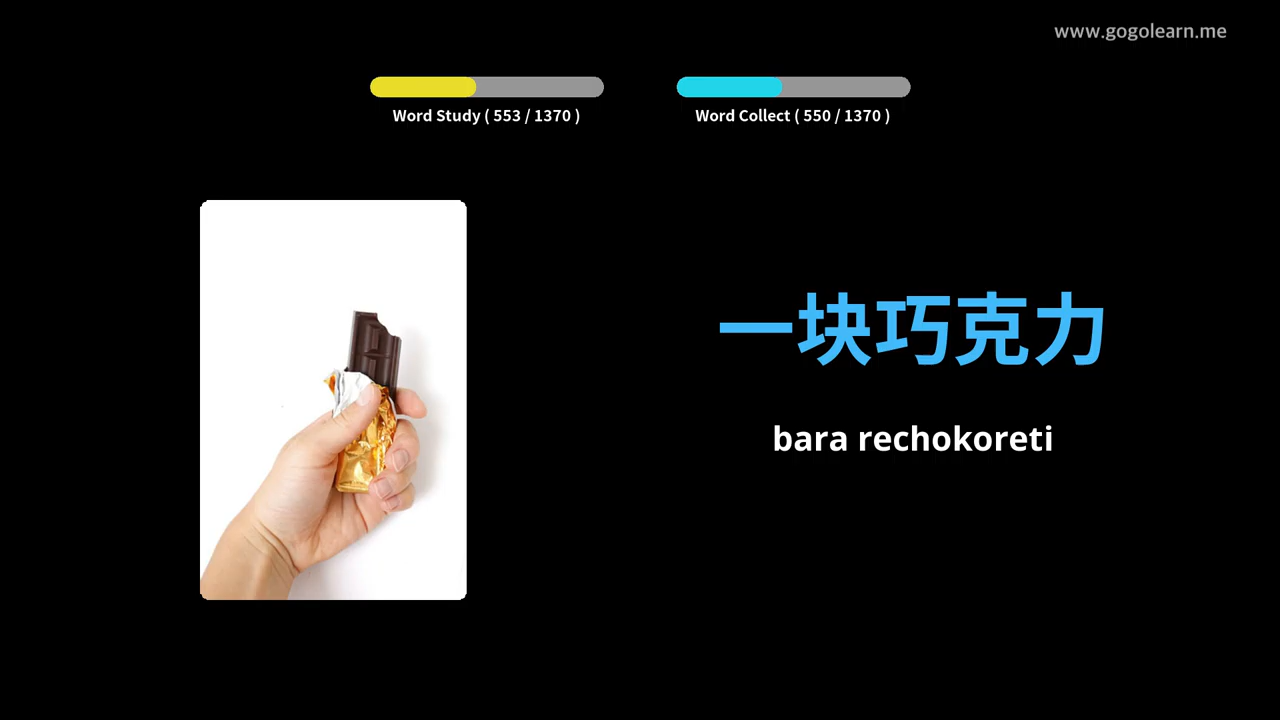 www.gogolearn.me
Word Study ( 553 / 1370 )
Word Collect ( 550 / 1370 )
一块巧克力
bara rechokoreti